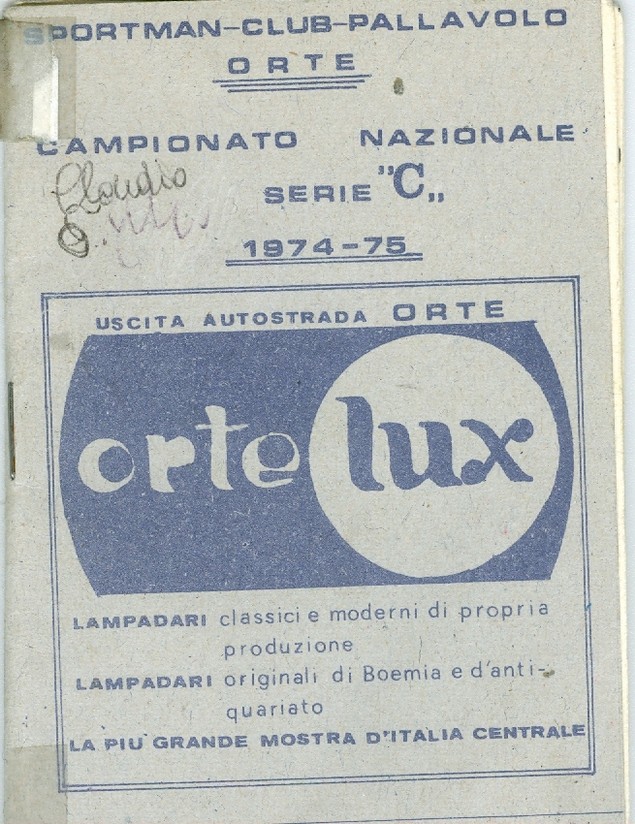 SPORTMAN-CLUB-PALLAVOLO
ORTE
CAMPIONATO NAZIONALE
SERIE "C„
Claudio
1974-75
USCITA AUTOSTRADA ORTE
orte lux
LAMPADARI classici e moderni di propria
produzione
LAMPADARI originali di Boemia e d'anti-
quariato
LA PIU' GRANDE MOSTRA D'ITALIA CENTRALE